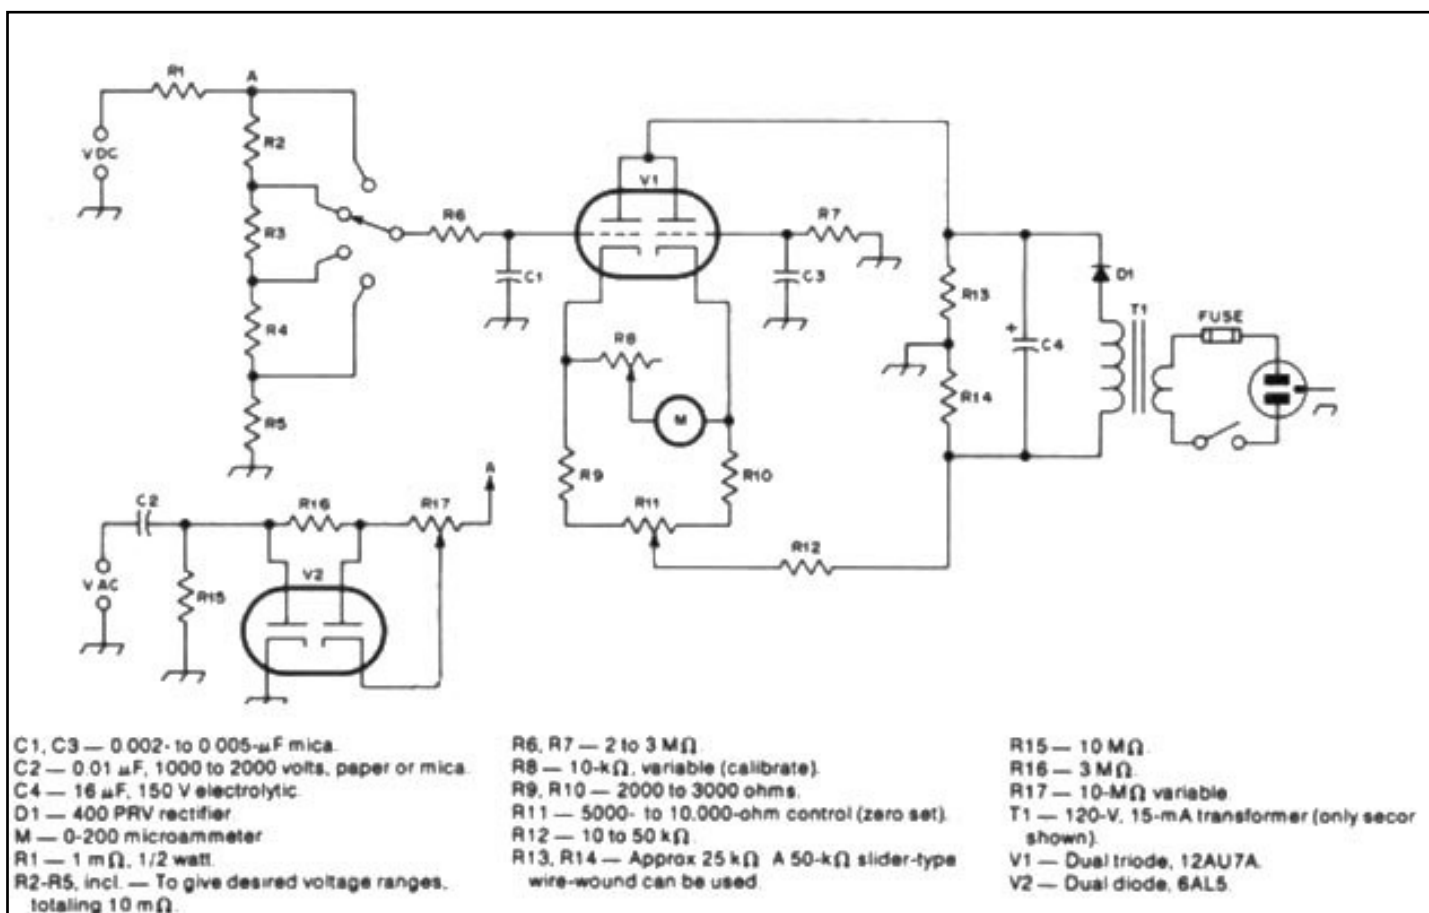 R1
A
V DC
R2
R3
R4
R5
R6
C1
V1
R7
C3
R8
M
R9
R10
R11
R12
R13
R14
+
C4
D1
T1
FUSE
C2
R16
R17
A
V AC
R15
V2
C1, C3 — 0.002- to 0.005-μF mica.
C2 — 0.01 μF, 1000 to 2000 volts, paper or mica.
C4 — 16 μF, 150 V electrolytic.
D1 — 400 PRV rectifier.
M — 0-200 microammeter
R1 — 1 mΩ, 1/2 watt.
R2-R5, incl. — To give desired voltage ranges,
totaling 10 mΩ.
R6, R7 — 2 to 3 MΩ.
R8 — 10-kΩ, variable (calibrate).
R9, R10 — 2000 to 3000 ohms.
R11 — 5000- to 10,000-ohm control (zero set).
R12 — 10 to 50 kΩ.
R13, R14 — Approx 25 kΩ A 50-kΩ slider-type
wire-wound can be used.
R15 — 10 MΩ.
R16 — 3 MΩ.
R17 — 10-MΩ variable
T1 — 120-V, 15-mA transformer (only secor
shown).
V1 — Dual triode, 12AU7A.
V2 — Dual diode, 6AL5.